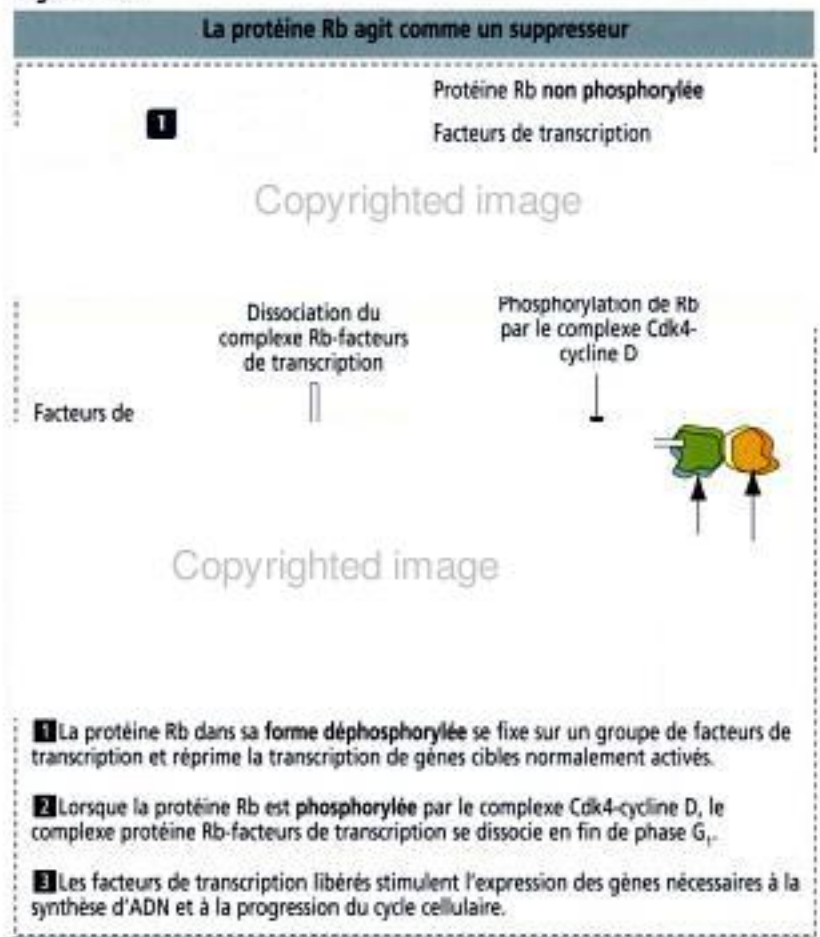 La protéine Rb agit comme un suppresseur
Protéine Rb non phosphorylée
1
Facteurs de transcription
Copyrighted image
Dissociation du
complexe Rb-facteurs
de transcription
Phosphorylation de Rb
par le complexe Cdk4-
cycline D
Facteurs de
Copyrighted image
1 La protéine Rb dans sa forme déphosphorylée se fixe sur un groupe de facteurs de
transcription et réprime la transcription de gènes cibles normalement activés.
2 Lorsque la protéine Rb est phosphorylée par le complexe Cdk4-cycline D, le
complexe protéine Rb-facteurs de transcription se dissocie en fin de phase G₁.
3 Les facteurs de transcription libérés stimulent l'expression des gènes nécessaires à la
synthèse d'ADN et à la progression du cycle cellulaire.